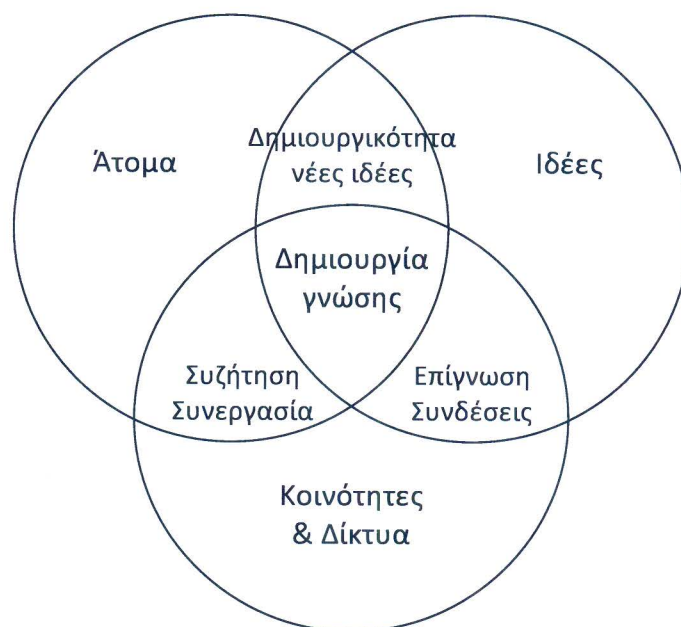 Άτομα
Δημιουργικότητα
νέες ιδέες
Ιδέες
Δημιουργία
γνώσης
Συζήτηση
Συνεργασία
Επίγνωση
Συνδέσεις
Κοινότητες
& Δίκτυα